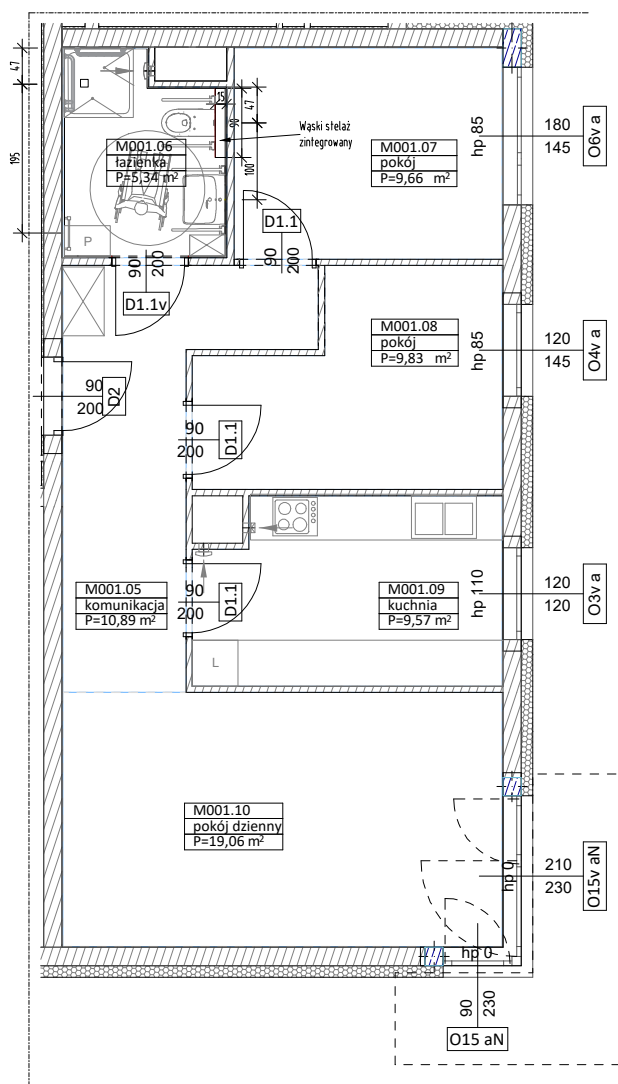 47
195
15
47
90
100
Wąski stelaż
zintegrowany
M001.06
łazienka
P=5,34 m²
M001.07
pokój
P=9,66 m²
hp 85
180
145
O6v a
P
90
200
D1.1v
D1.1
90
200
M001.08
pokój
P=9,83 m²
hp 85
120
145
O4v a
90
200
D2
90
200
D1.1
M001.05
komunikacja
P=10,89 m²
90
200
D1.1
M001.09
kuchnia
P=9,57 m²
hp 110
120
120
O3v a
L
M001.10
pokój dzienny
P=19,06 m²
hp 0
210
230
O15v aN
hp 0
90
230
O15 aN